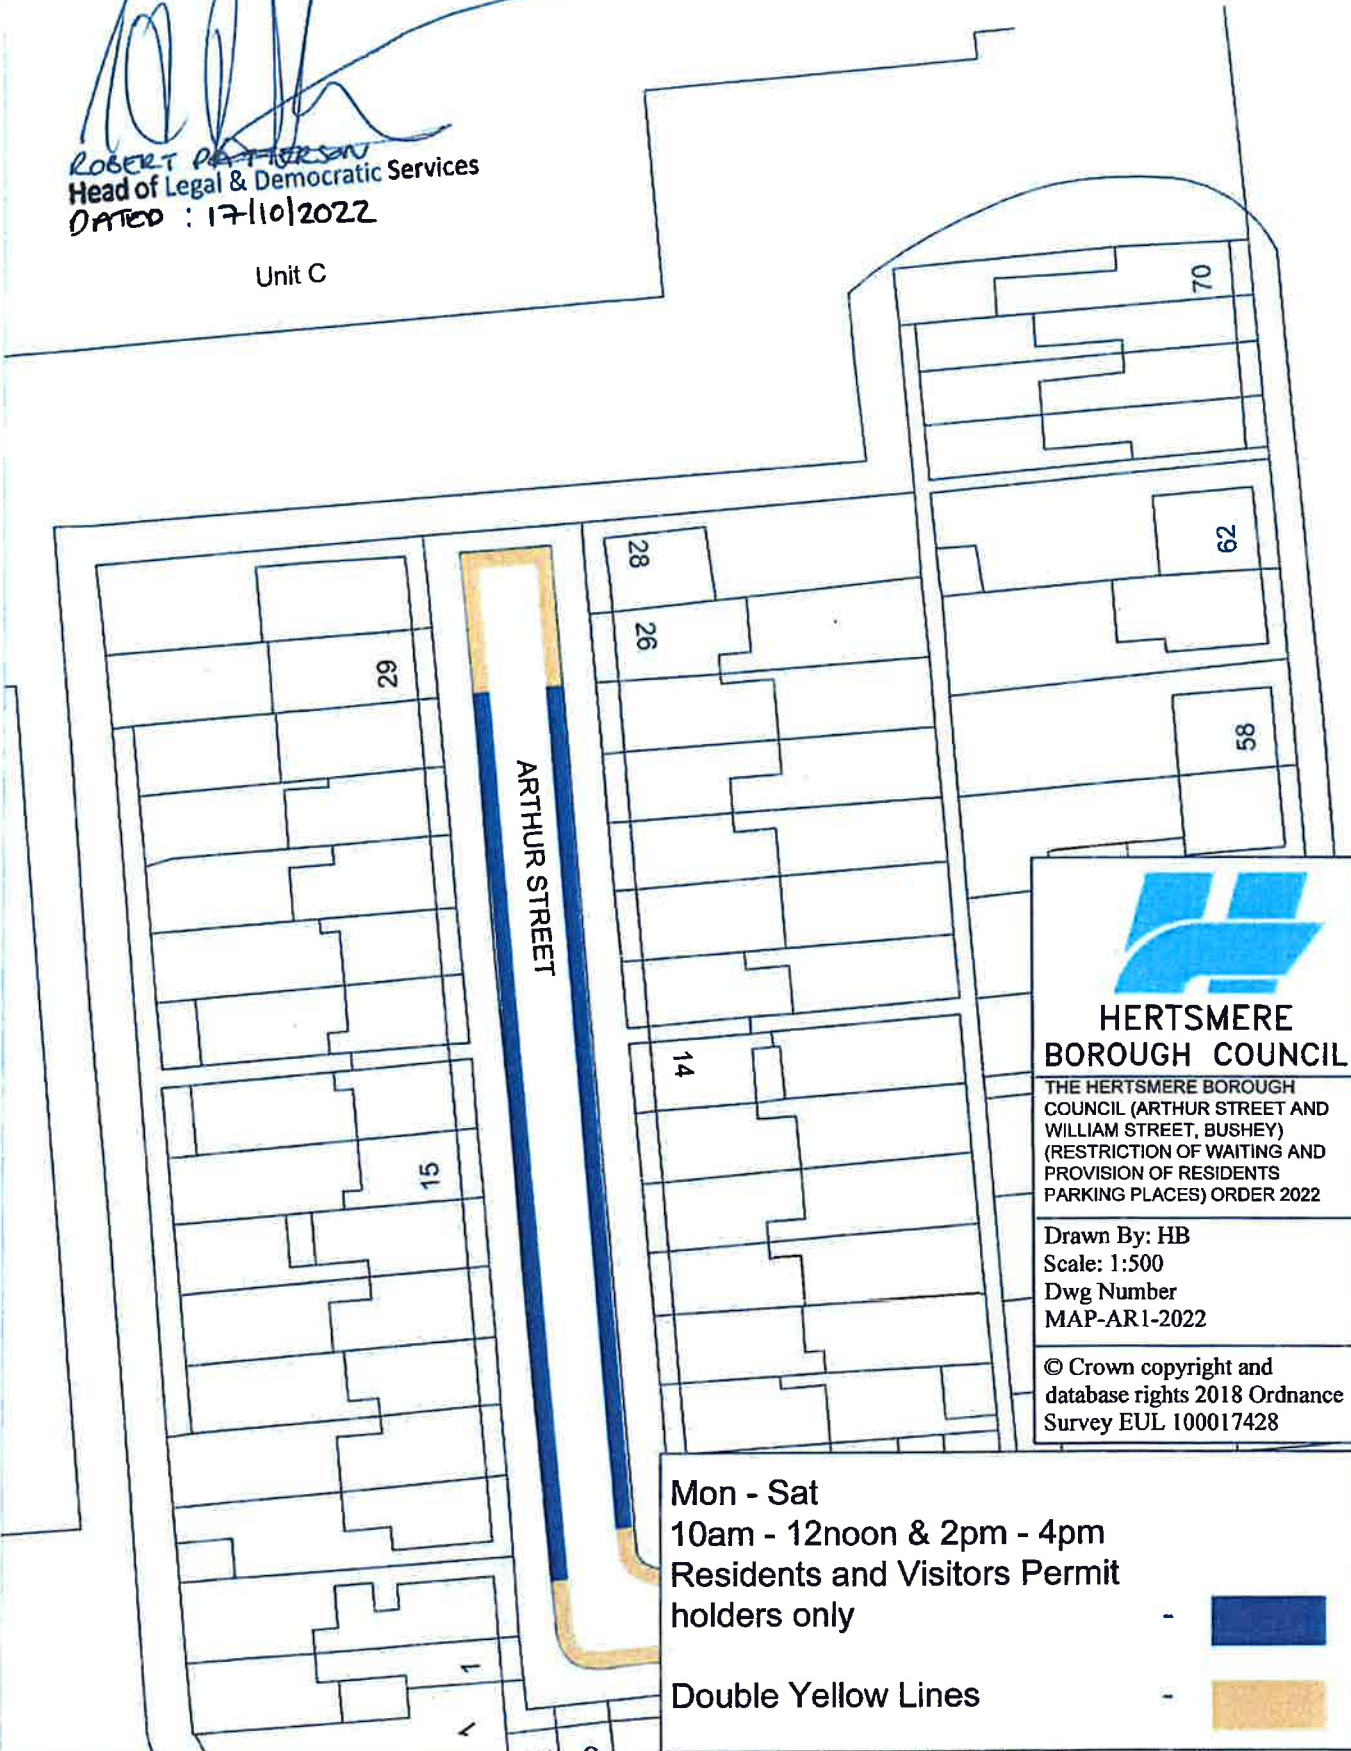 ROBERT PATTERSON
Head of Legal & Democratic Services
DATED : 17/10/2022
Unit C
70
62
58
28
26
29
ARTHUR STREET
14
15
1
HERTSMERE
BOROUGH COUNCIL
THE HERTSMERE BOROUGH
COUNCIL (ARTHUR STREET AND
WILLIAM STREET, BUSHEY)
(RESTRICTION OF WAITING AND
PROVISION OF RESIDENTS
PARKING PLACES) ORDER 2022
Drawn By: HB
Scale: 1:500
Dwg Number
MAP-AR1-2022
© Crown copyright and
database rights 2018 Ordnance
Survey EUL 100017428
Mon - Sat
10am - 12noon & 2pm - 4pm
Residents and Visitors Permit
holders only -
Double Yellow Lines -